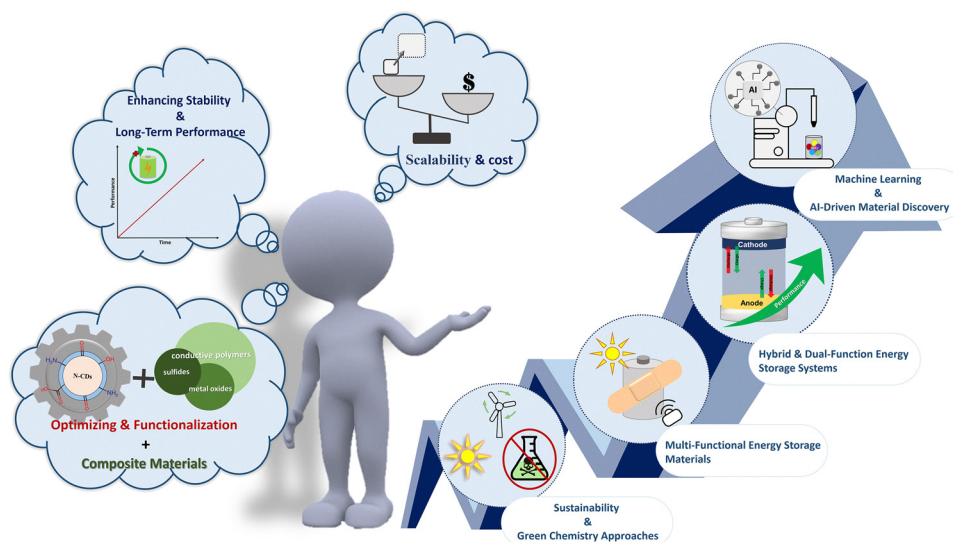 Enhancing Stability
&
Long-Term Performance
Performance
Time
$
Scalability & cost
N-CDs
O
OH
NH₂
O
HO
O
H₂N
+
conductive polymers
sulfides
metal oxides
Optimizing & Functionalization
+
Composite Materials
AI
Machine Learning
&
AI-Driven Material Discovery
Cathode
Anode
Performance
Hybrid & Dual-Function Energy
Storage Systems
Multi-Functional Energy Storage
Materials
Sustainability
&
Green Chemistry Approaches